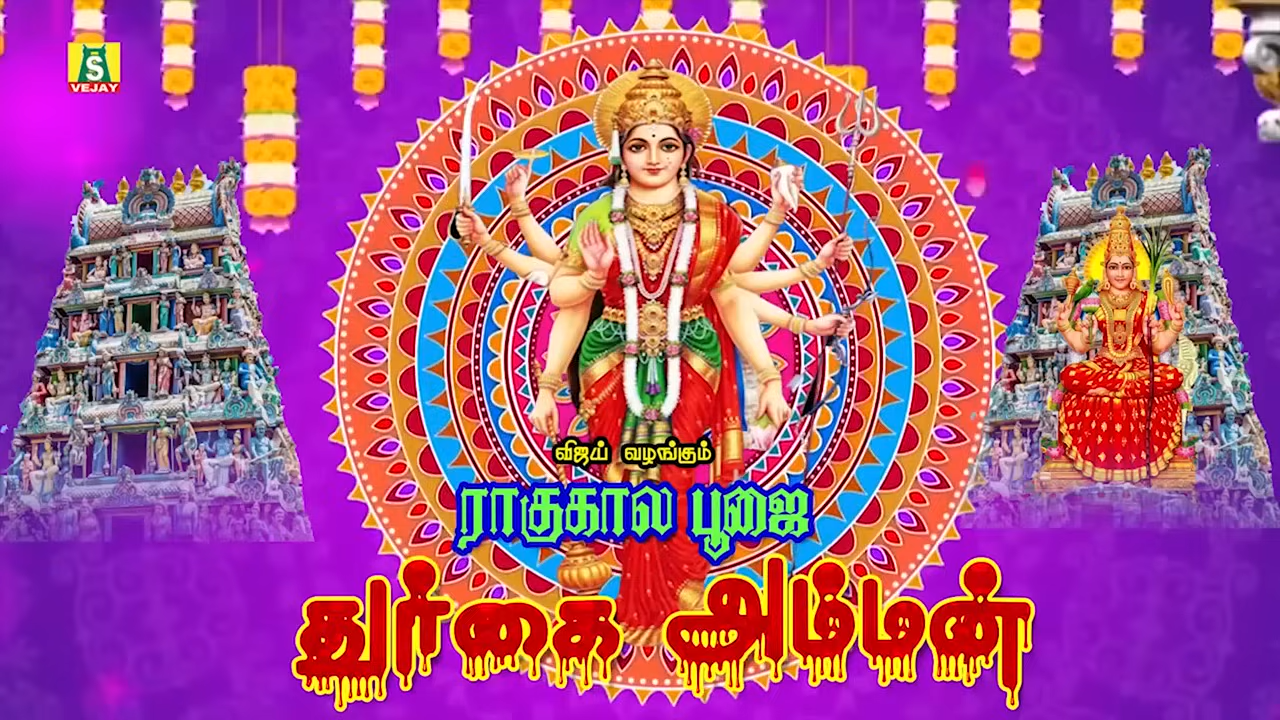 S
VEJAY
விஜய் வழங்கும்
ராகுகால பூஜை
துர்கை அம்மன்